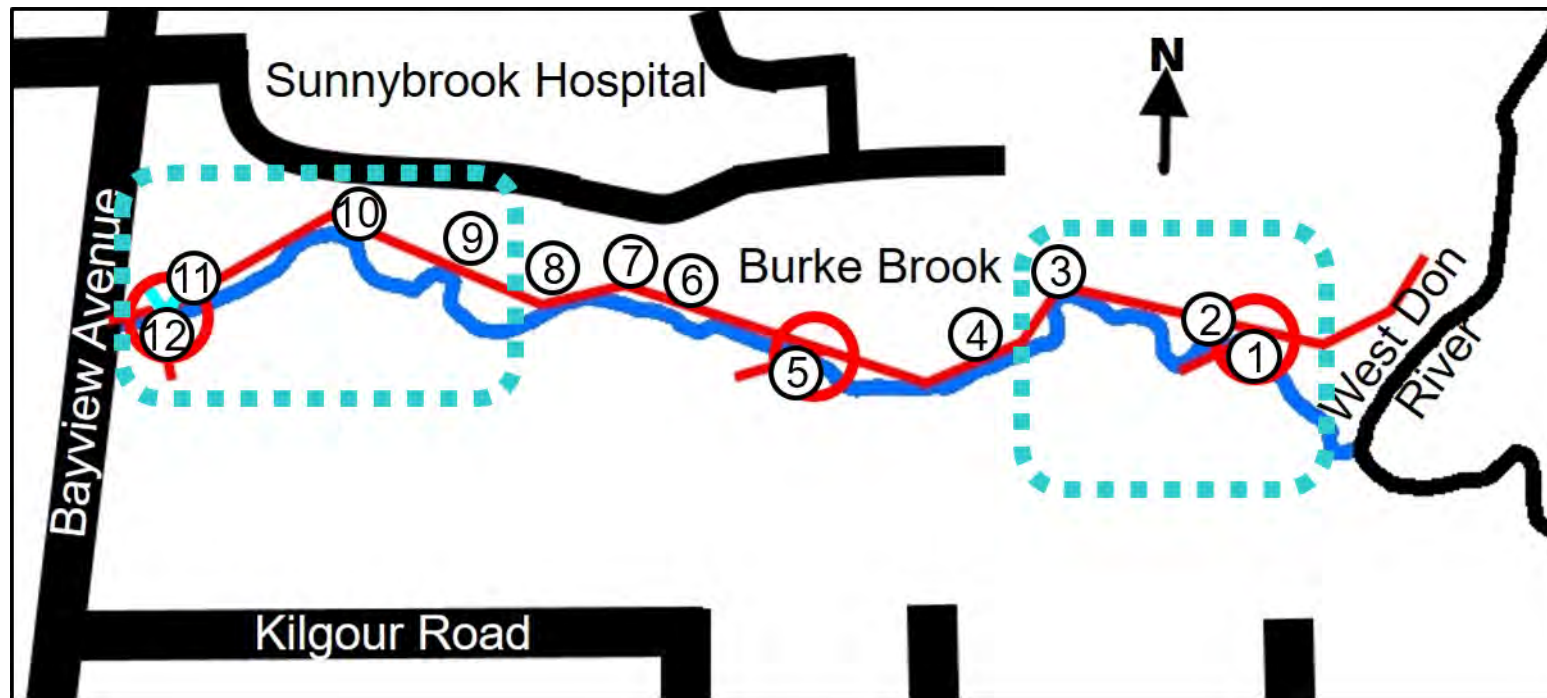 N
Sunnybrook Hospital
Bayview Avenue
10
9
11
12
8
7
6
Burke Brook
5
4
3
2
1
West Don
River
Kilgour Road